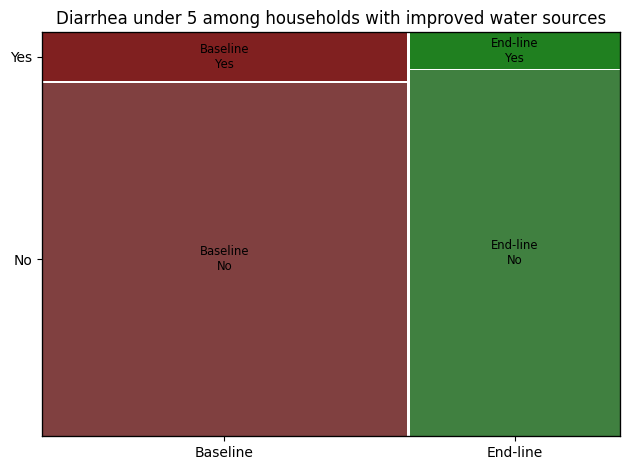 Diarrhea under 5 among households with improved water sources
Yes
Baseline
Yes
End-line
Yes
No
Baseline
No
End-line
No
Baseline
End-line